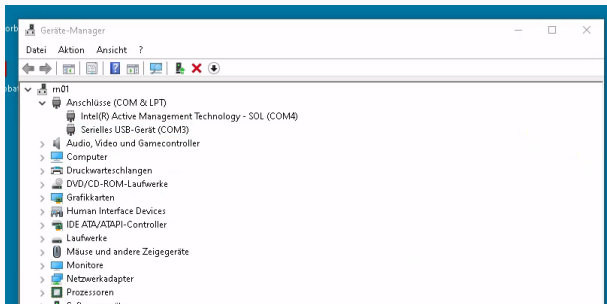 Geräte-Manager
Datei Aktion Ansicht ?
rn01
Anschlüsse (COM & LPT)
Intel(R) Active Management Technology - SOL (COM4)
Serielles USB-Gerät (COM3)
Audio, Video und Gamecontroller
Computer
Druckwarteschlangen
DVD/CD-ROM-Laufwerke
Grafikkarten
Human Interface Devices
IDE ATA/ATAPI-Controller
Laufwerke
Mäuse und andere Zeigegeräte
Monitore
Netzwerkadapter
Prozessoren